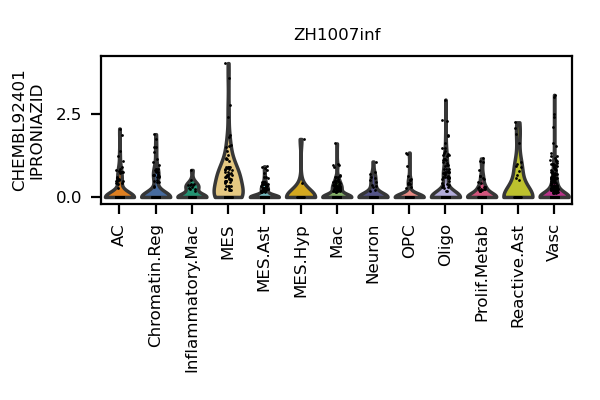 ZH1007inf
CHEMBL92401
IPRONIAZID
2.5
0.0
AC
Chromatin.Reg
Inflammatory.Mac
MES
MES.Ast
MES.Hyp
Mac
Neuron
OPC
Oligo
Prolif.Metab
Reactive.Ast
Vasc